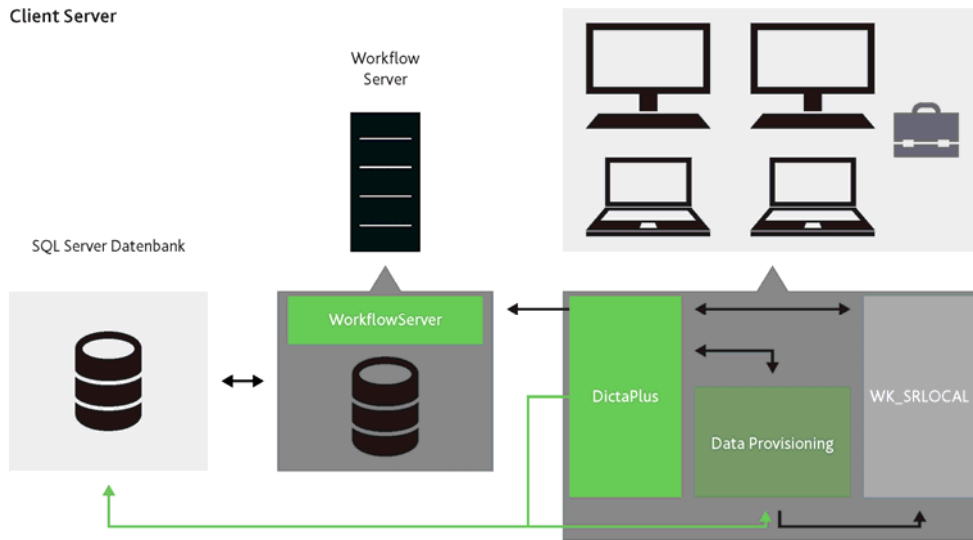 Client Server
Workflow
Server
SQL Server Datenbank
WorkflowServer
DictaPlus
WK_SRLOCAL
Data Provisioning